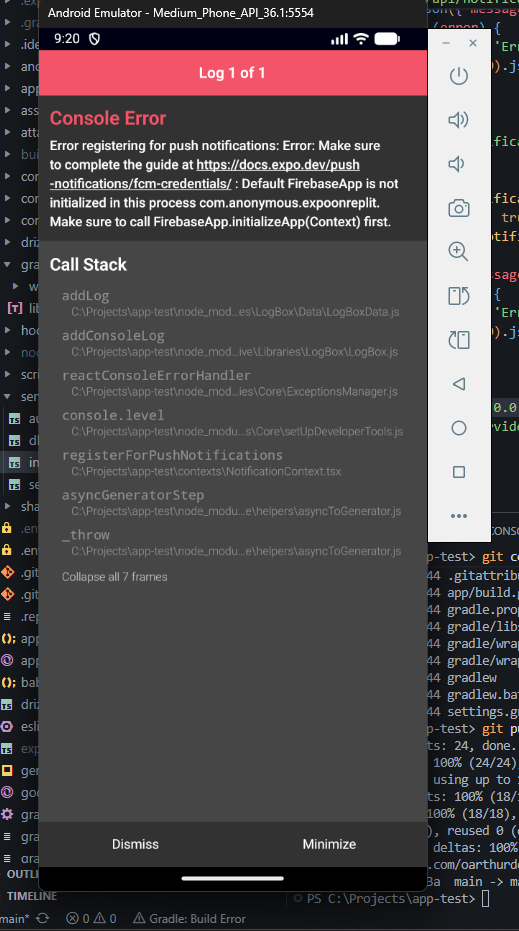 Android Emulator - Medium_Phone_API_36.1:5554
9:20
Log 1 of 1
Console Error
Error registering for push notifications: Error: Make sure
to complete the guide at https://docs.expo.dev/push
-notifications/fcm-credentials/ : Default FirebaseApp is not
initialized in this process com.anonymous.expoonreplit.
Make sure to call FirebaseApp.initializeApp(Context) first.
Call Stack
addLog
C:\Projects\app-test\node_mod...es\LogBox\Data\LogBoxData.js
addConsoleLog
C:\Projects\app-test\node_mod...ive\Libraries\LogBox\LogBox.js
reactConsoleErrorHandler
C:\Projects\app-test\node_mod...ies\Core\ExceptionsManager.js
console.level
C:\Projects\app-test\node_modu...s\Core\setUpDeveloperTools.js
registerForPushNotifications
C:\Projects\app-test\contexts\NotificationContext.tsx
asyncGeneratorStep
C:\Projects\app-test\node_modu...e\helpers\asyncToGenerator.js
_throw
C:\Projects\app-test\node_modu...e\helpers\asyncToGenerator.js
Collapse all 7 frames
Dismiss
Minimize
CONSOLE
p-test> git co
44 .gitattribu
44 app/build.g
44 gradle.prop
44 gradle/libs
44 gradle/wrap
44 gradle/wrap
44 gradlew
44 gradlew.bat
44 settings.gr
p-test> git pu
ts: 24, done.
100% (24/24)
using up to
ts: 100% (18/1
100% (18/18),
), reused 0 (
deltas: 100%
.com/oarthurd
Ba main -> ma
PS C:\Projects\app-test>
OUTLI
TIMELINE
main*
0
0
Gradle: Build Error